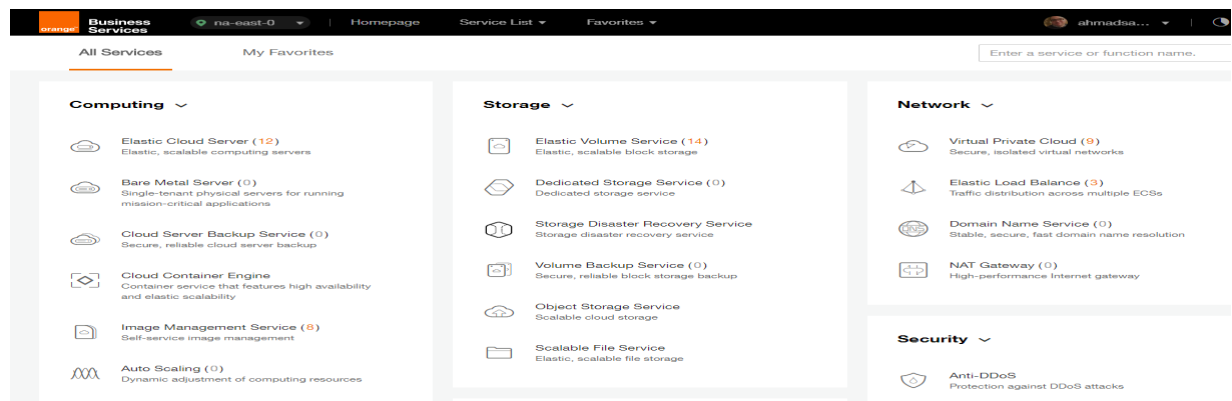 orange
Business
Services
na-east-0
Homepage
Service List
Favorites
ahmadsa...
All Services
My Favorites
Enter a service or function name.
Computing
Elastic Cloud Server (12)
Elastic, scalable computing servers
Bare Metal Server (0)
Single-tenant physical servers for running
mission-critical applications
Cloud Server Backup Service (0)
Secure, reliable cloud server backup
Cloud Container Engine
Container service that features high availability
and elastic scalability
Image Management Service (8)
Self-service image management
Auto Scaling (0)
Dynamic adjustment of computing resources
Storage
Elastic Volume Service (14)
Elastic, scalable block storage
Dedicated Storage Service (0)
Dedicated storage service
Storage Disaster Recovery Service
Storage disaster recovery service
Volume Backup Service (0)
Secure, reliable block storage backup
Object Storage Service
Scalable cloud storage
Scalable File Service
Elastic, scalable file storage
Network
Virtual Private Cloud (9)
Secure, isolated virtual networks
Elastic Load Balance (3)
Traffic distribution across multiple ECSs
DNS
Domain Name Service (0)
Stable, secure, fast domain name resolution
NAT Gateway (0)
High-performance Internet gateway
Security
Anti-DDoS
Protection against DDoS attacks